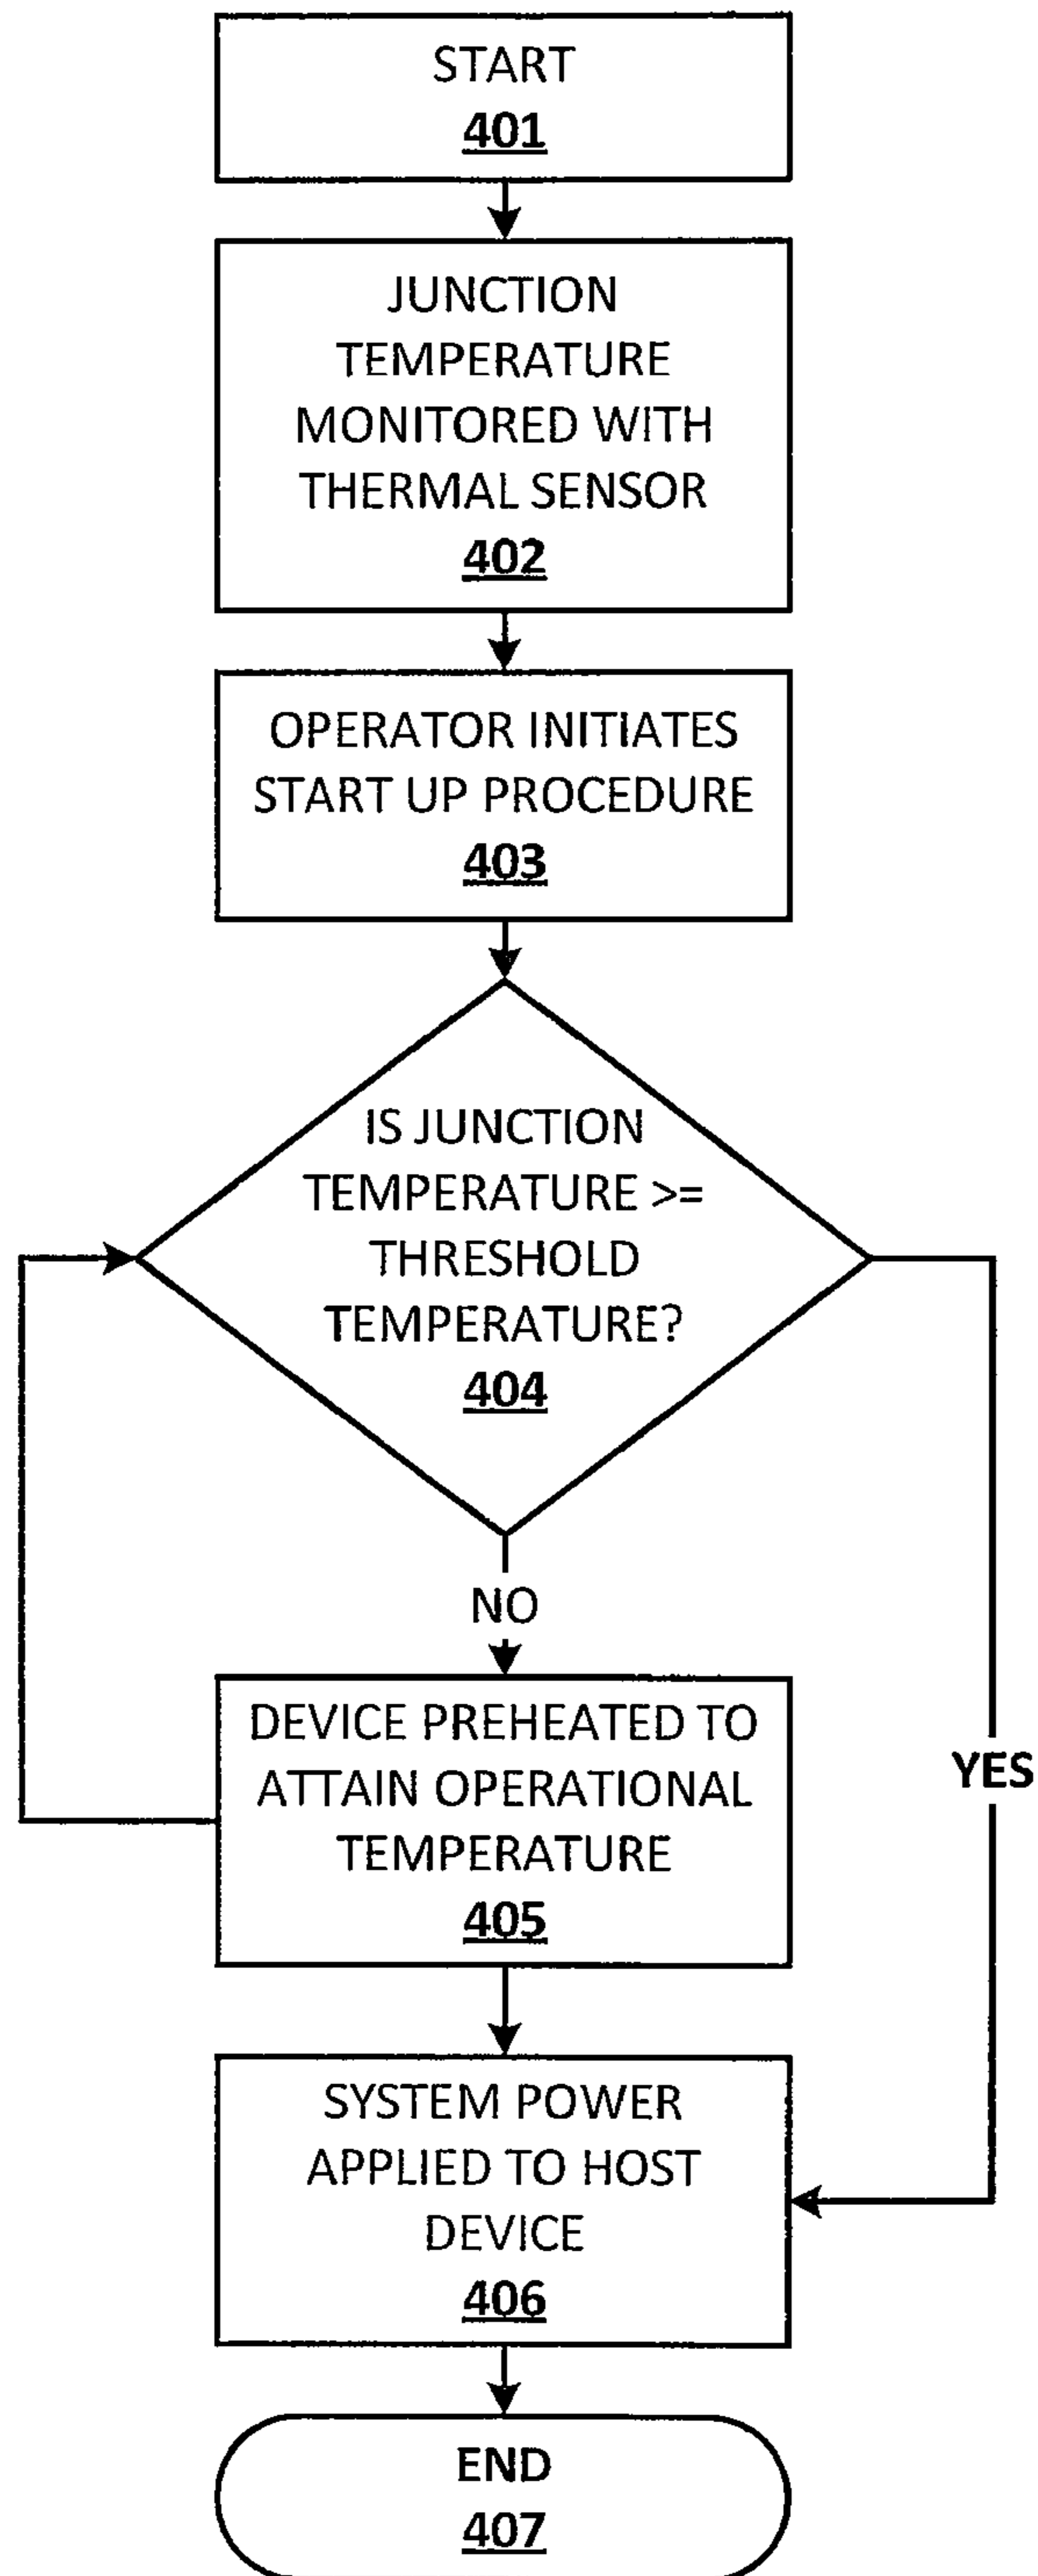 START
401
JUNCTION
TEMPERATURE
MONITORED WITH
THERMAL SENSOR
402
OPERATOR INITIATES
START UP PROCEDURE
403
IS JUNCTION
TEMPERATURE >=
THRESHOLD
TEMPERATURE?
404
NO
DEVICE PREHEATED TO
ATTAIN OPERATIONAL
TEMPERATURE
405
YES
SYSTEM POWER
APPLIED TO HOST
DEVICE
406
END
407